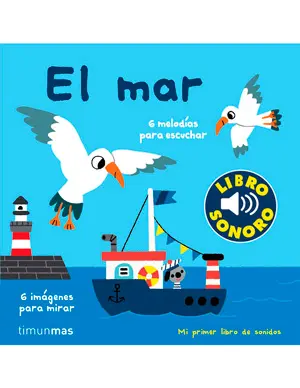 El mar
6 melodías
para escuchar
LIBRO
SONORO
6 imágenes
para mirar
timunmas
Mi primer libro de sonidos